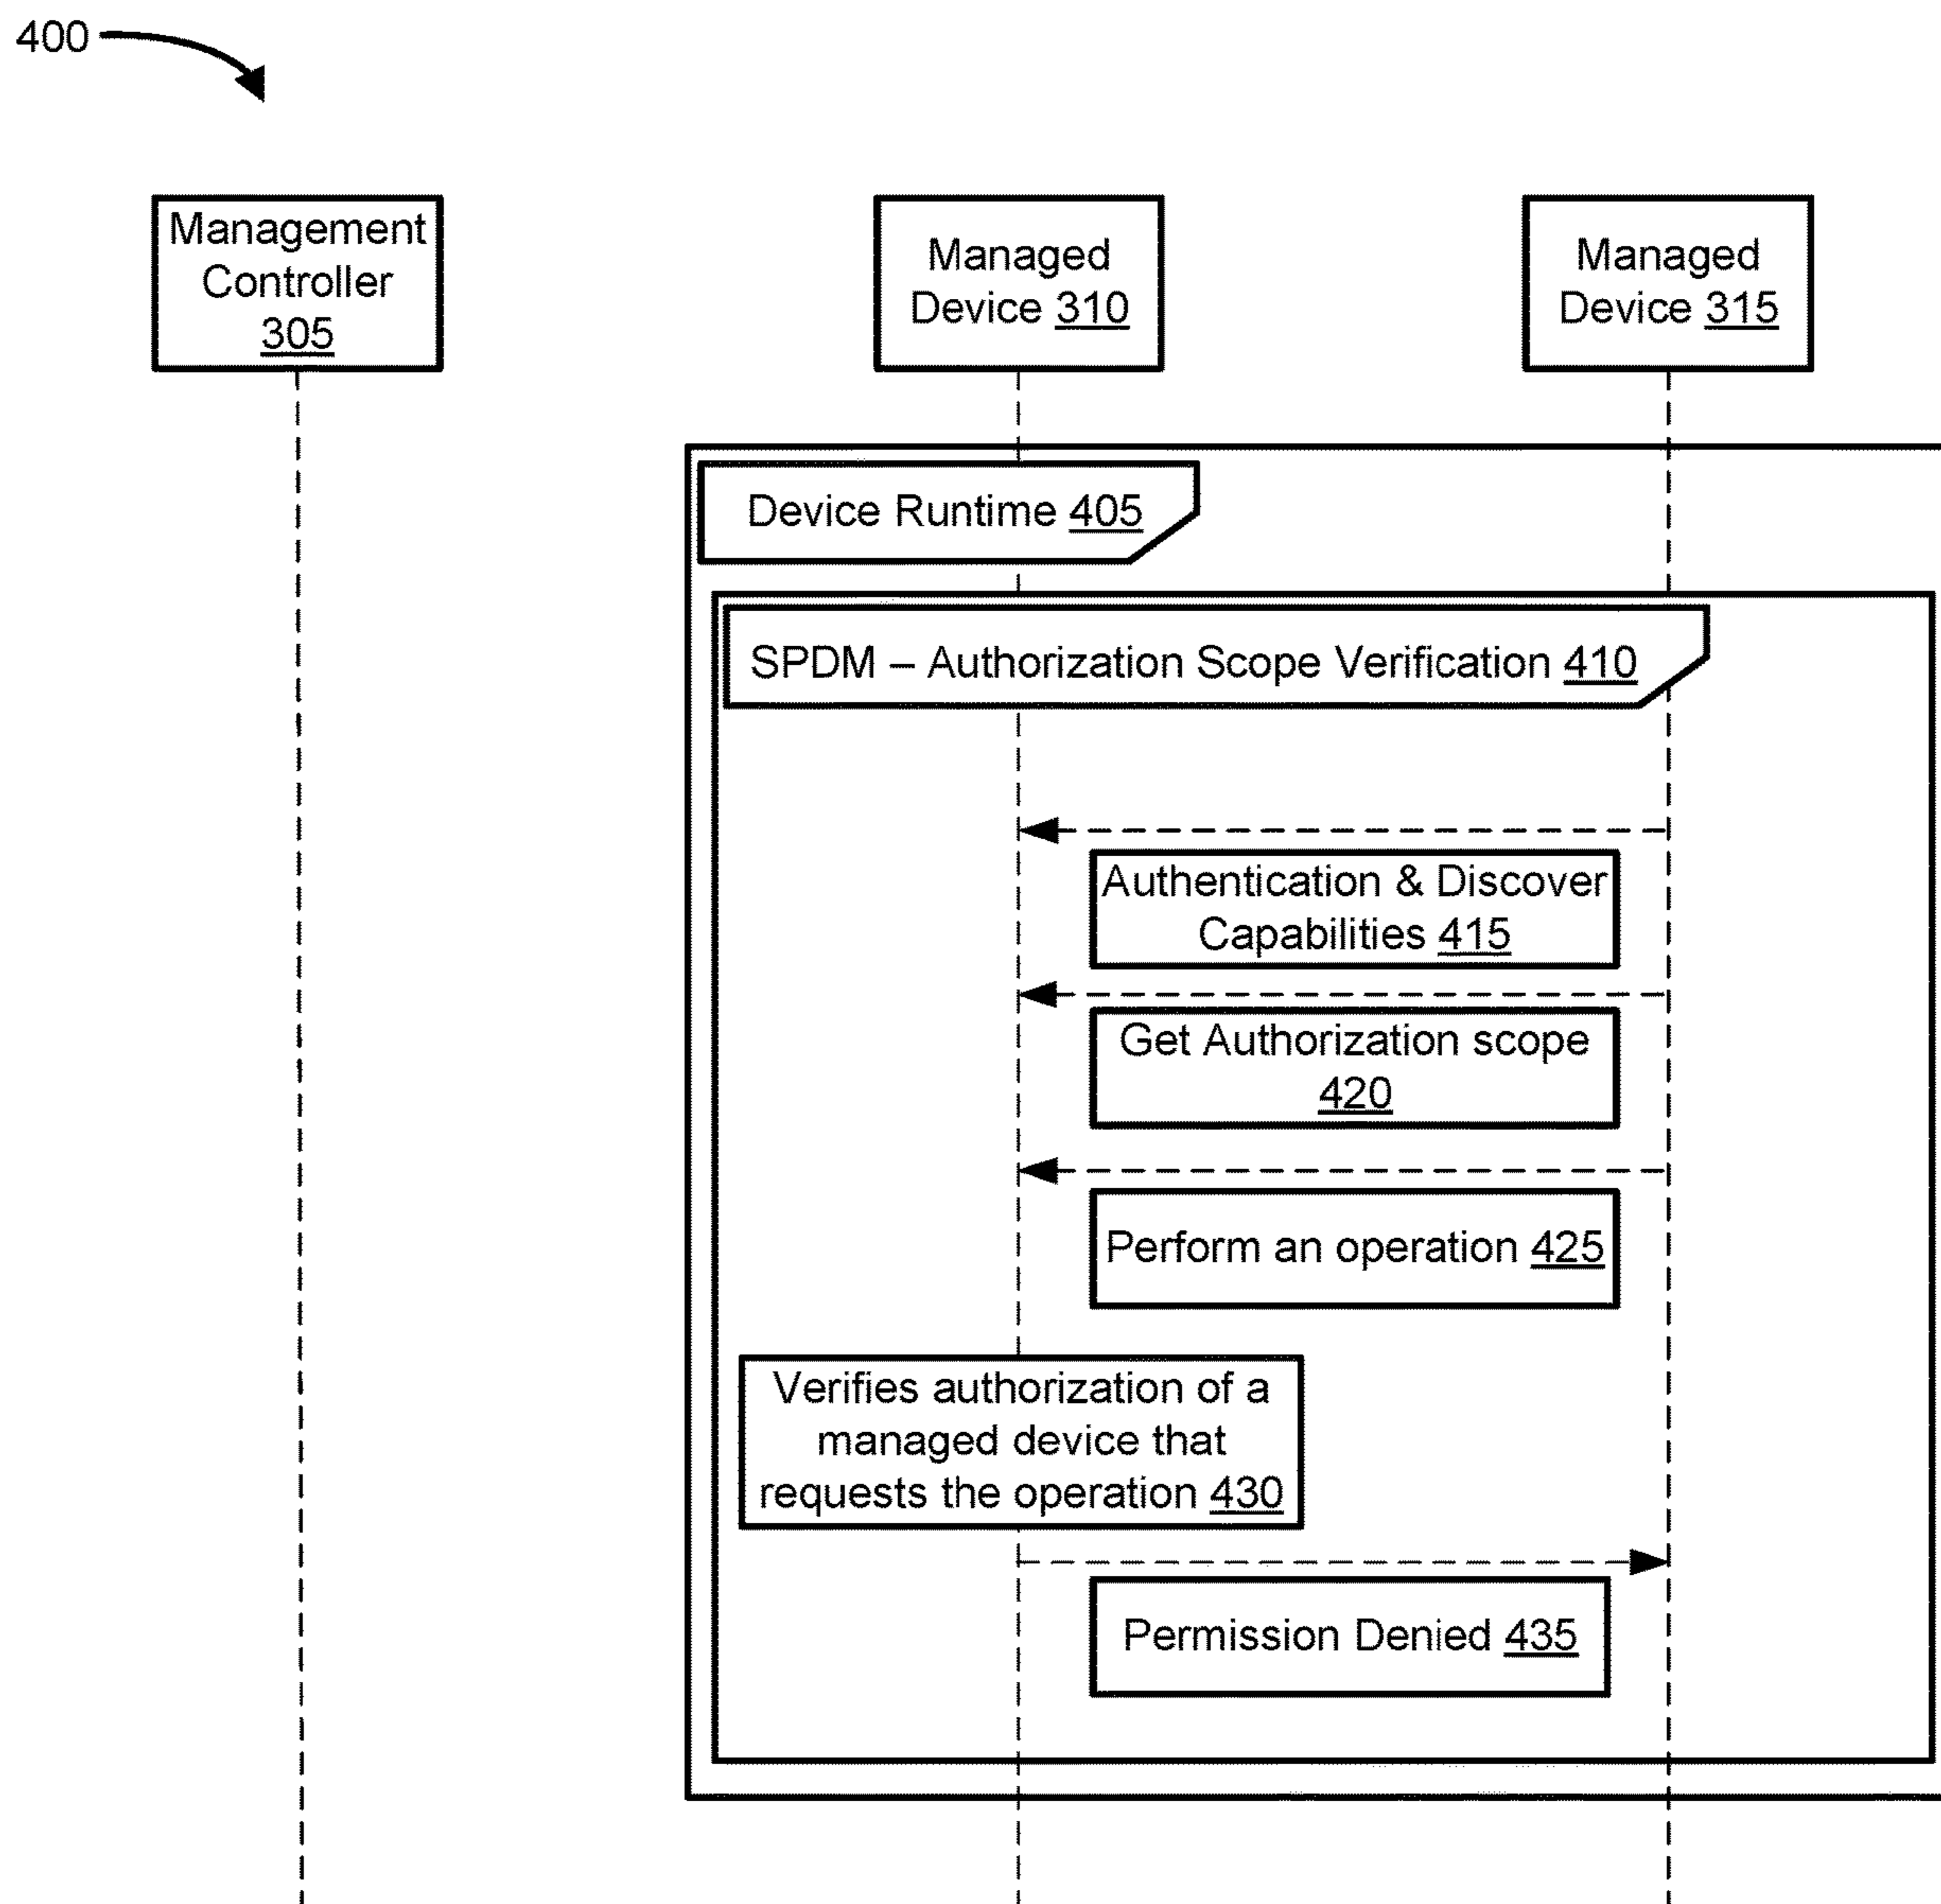 400
Management
Controller
305
Managed
Device 310
Managed
Device 315
Device Runtime 405
SPDM – Authorization Scope Verification 410
Authentication & Discover
Capabilities 415
Get Authorization scope
420
Perform an operation 425
Verifies authorization of a
managed device that
requests the operation 430
Permission Denied 435